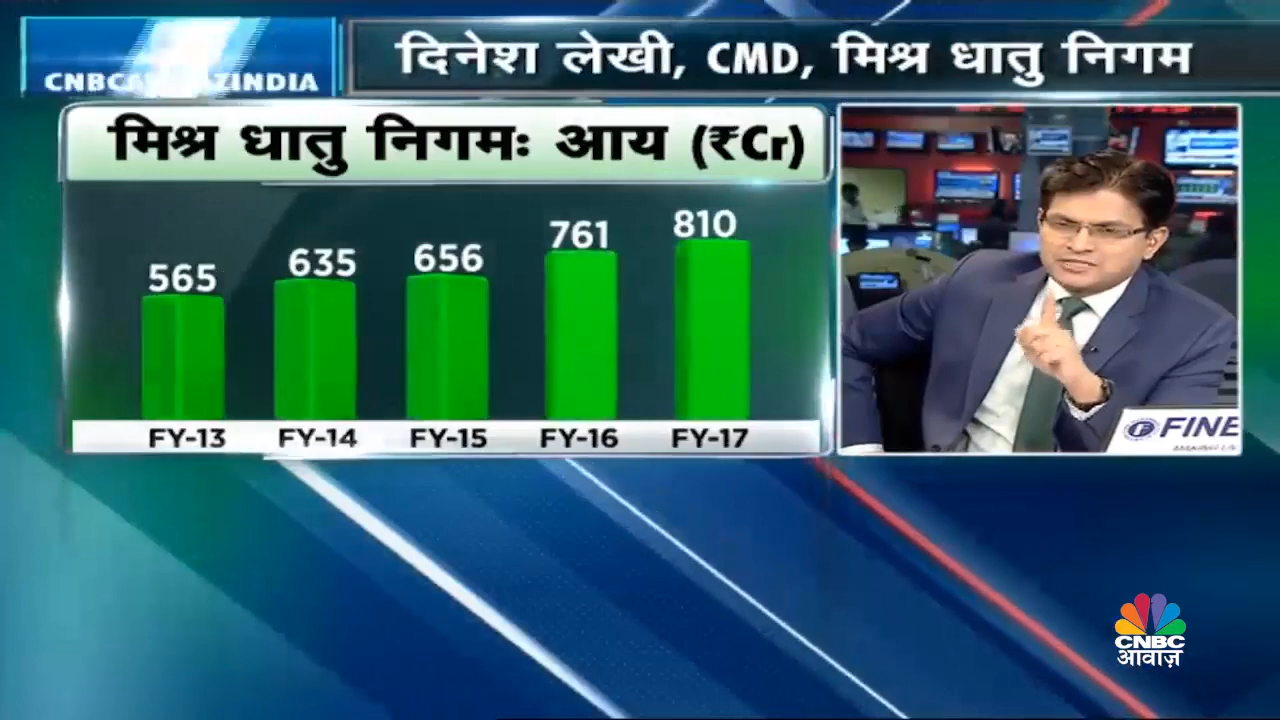 दिनेश लेखी, CMD, मिश्र धातु निगम
मिश्र धातु निगमः आय (₹Cr)
565
635
656
761
810
FY-13
FY-14
FY-15
FY-16
FY-17
FINE
CNBC
आवाज़